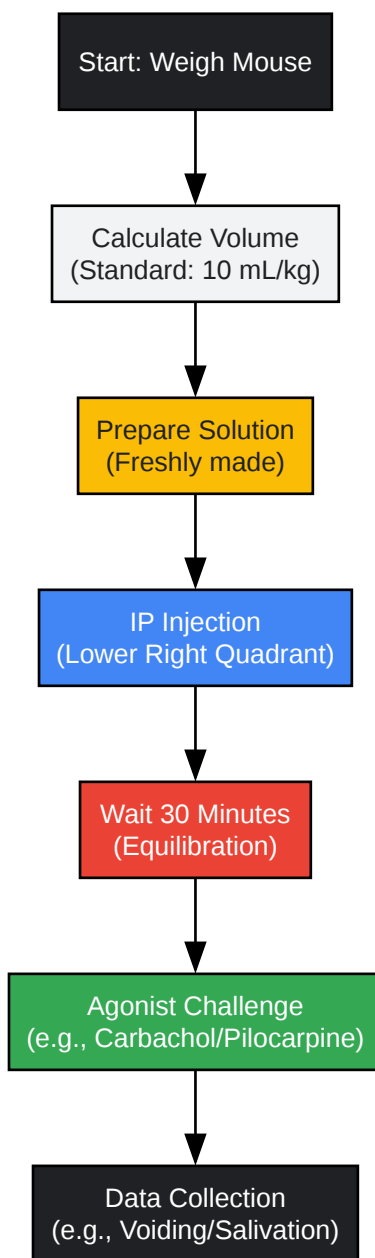 Start: Weigh Mouse
Calculate Volume
(Standard: 10 mL/kg)
Prepare Solution
(Freshly made)
IP Injection
(Lower Right Quadrant)
Wait 30 Minutes
(Equilibration)
Agonist Challenge
(e.g., Carbachol/Pilocarpine)
Data Collection
(e.g., Voiding/Salivation)